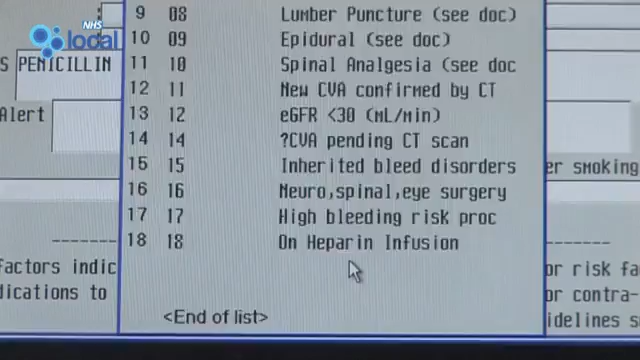 NHS
local
9 08 Lumber Puncture (see doc)
10 09 Epidural (see doc)
S PENICILLIN
11 10 Spinal Analgesia (see doc
12 11 New CVA confirmed by CT
Alert
13 12 eGFR <30 (mL/min)
14 14 ?CVA pending CT scan
15 15 Inherited bleed disorders
er smoking
16 16 Neuro,spinal,eye surgery
17 17 High bleeding risk proc
18 18 On Heparin Infusion
actors indic
or risk fa
dications to
or contra-
<End of list>
idelines s